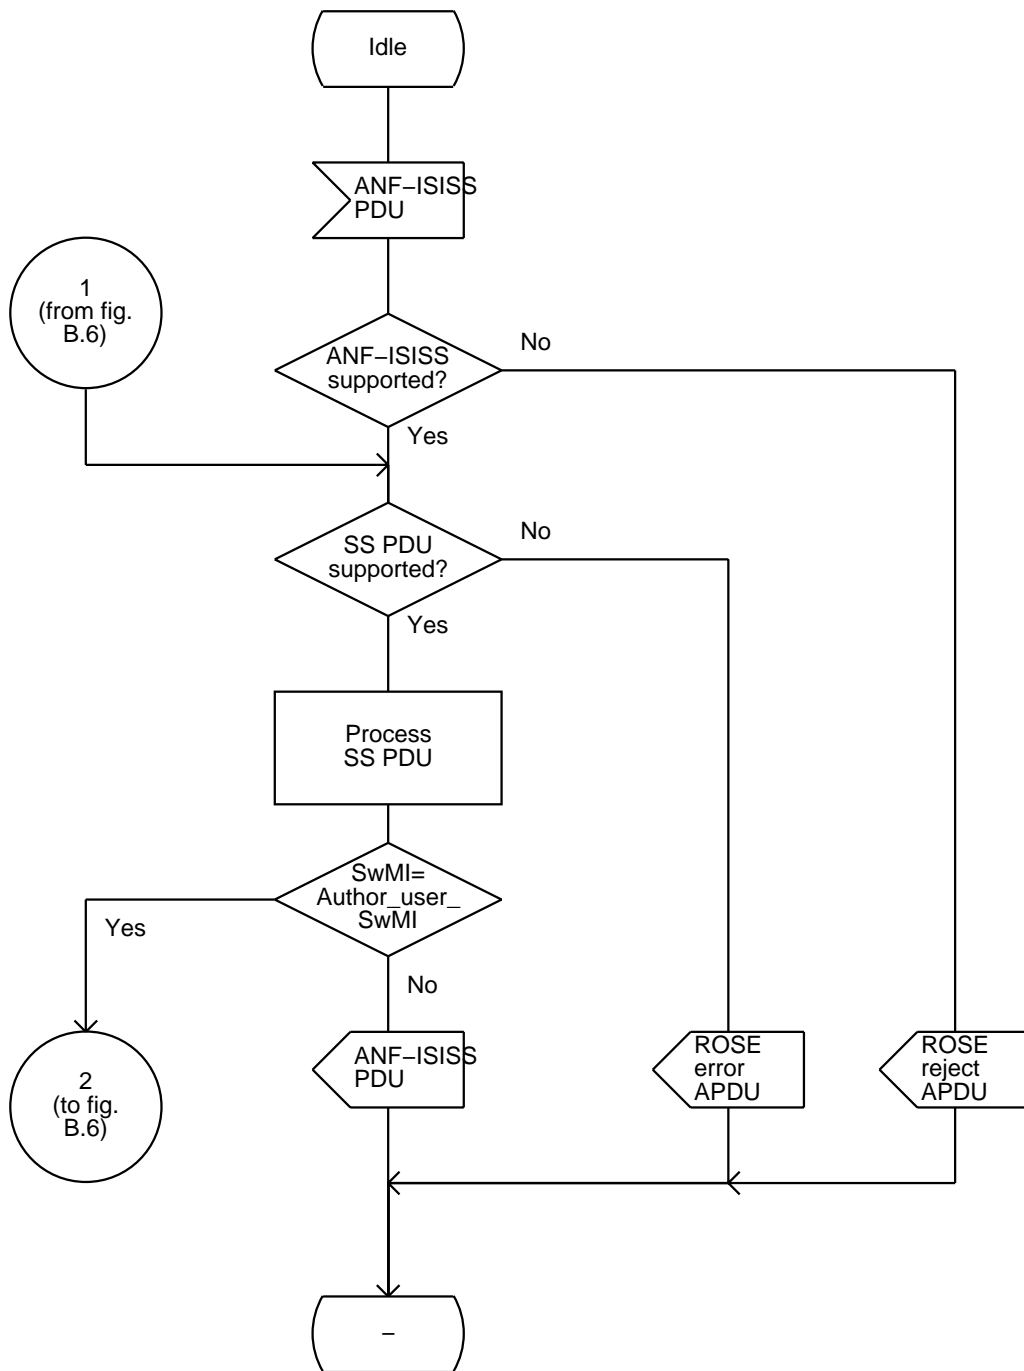 Idle
ANF–ISISS
PDU
1
(from fig.
B.6)
ANF–ISISS
supported?
No
Yes
SS PDU
supported?
No
Yes
Process
SS PDU
SwMI=
Author_user_
SwMI
Yes
No
2
(to fig.
B.6)
ANF–ISISS
PDU
ROSE
error
APDU
ROSE
reject
APDU
–